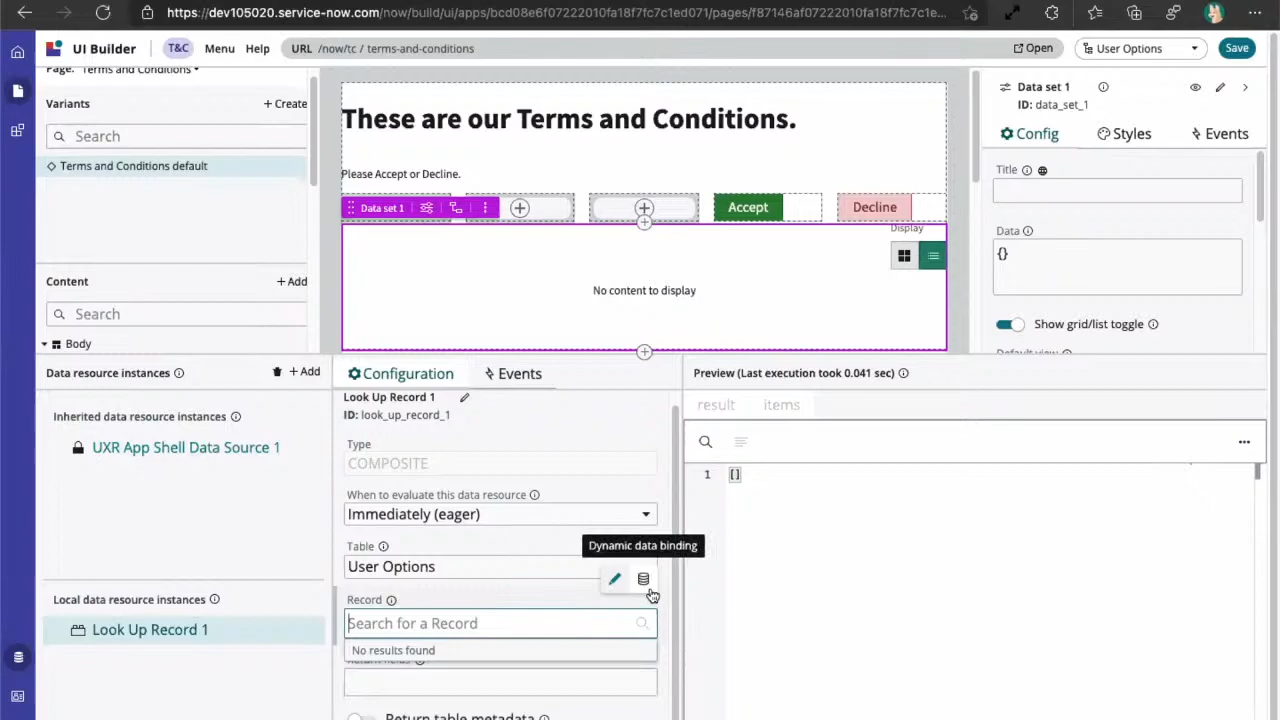 https://dev105020.service-now.com/now/build/ui/apps/bcd08e6f07222010fa18f7fc7c1ed071/pages/f87146af07222010fa18f7fc7c1e...
UI Builder
T&C
Menu
Help
URL /now/tc / terms-and-conditions
Open
User Options
Save
Page: Terms and Conditions
Variants
+ Create
Search
Terms and Conditions default
Content
+ Add
Search
Body
These are our Terms and Conditions.
Please Accept or Decline.
Data set 1
Accept
Decline
Display
No content to display
Data set 1
ID: data_set_1
Config
Styles
Events
Title
Data
{}
Show grid/list toggle
Default view
Data resource instances
+ Add
Inherited data resource instances
UXR App Shell Data Source 1
Local data resource instances
Look Up Record 1
Configuration
Events
Look Up Record 1
ID: look_up_record_1
Type
COMPOSITE
When to evaluate this data resource
Immediately (eager)
Table
Dynamic data binding
User Options
Record
Search for a Record
No results found
Return fields
Return table metadata
Preview (Last execution took 0.041 sec)
result
items
1 []